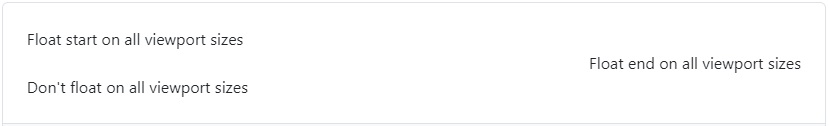 Float start on all viewport sizes
Float end on all viewport sizes
Don't float on all viewport sizes